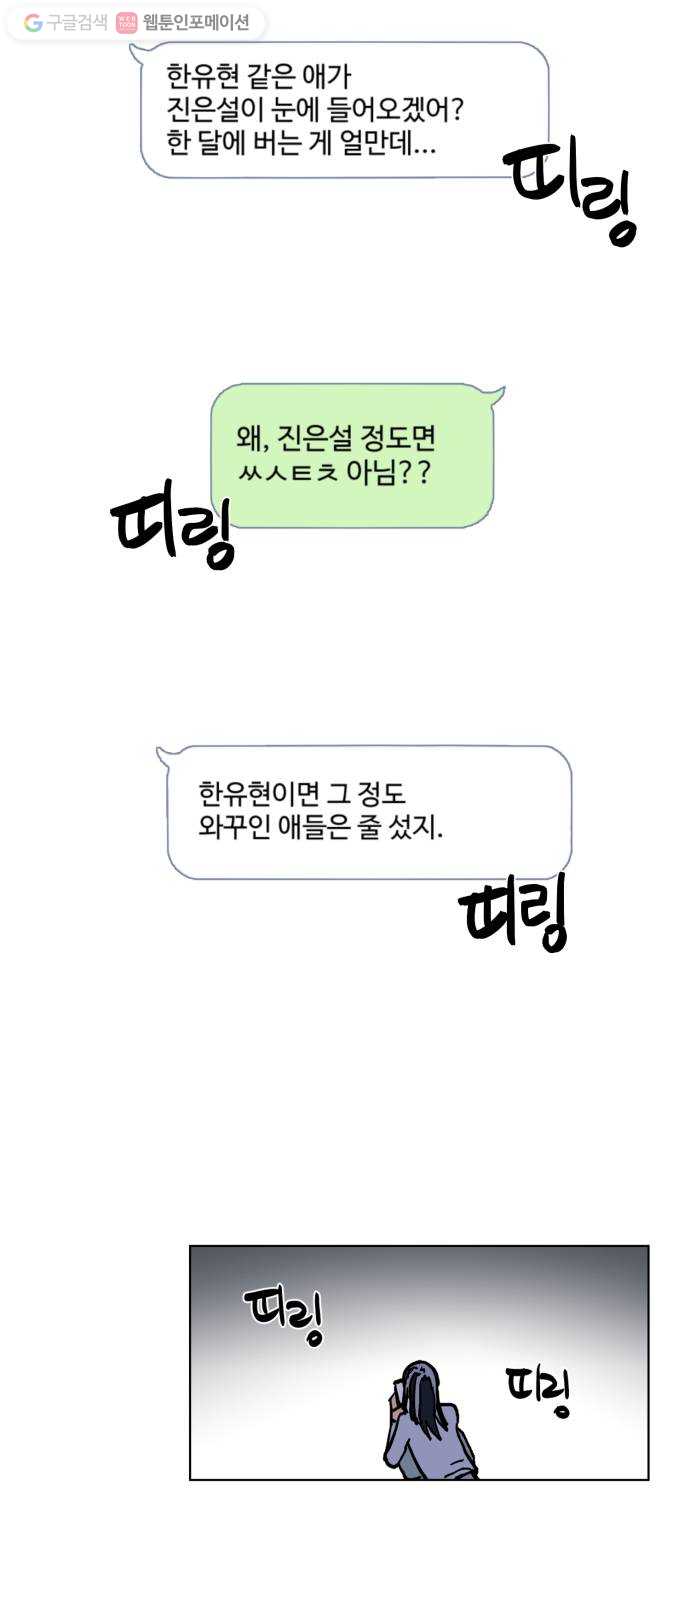 구글검색 웹툰인포메이션
한유현 같은 애가
진은설이 눈에 들어오겠어?
한 달에 버는 게 얼만데...
띠링
왜, 진은설 정도면
ㅆㅅㅌㅊ 아님??
띠링
한유현이면 그 정도
와꾸인 애들은 줄 섰지.
띠링
띠링
띠링